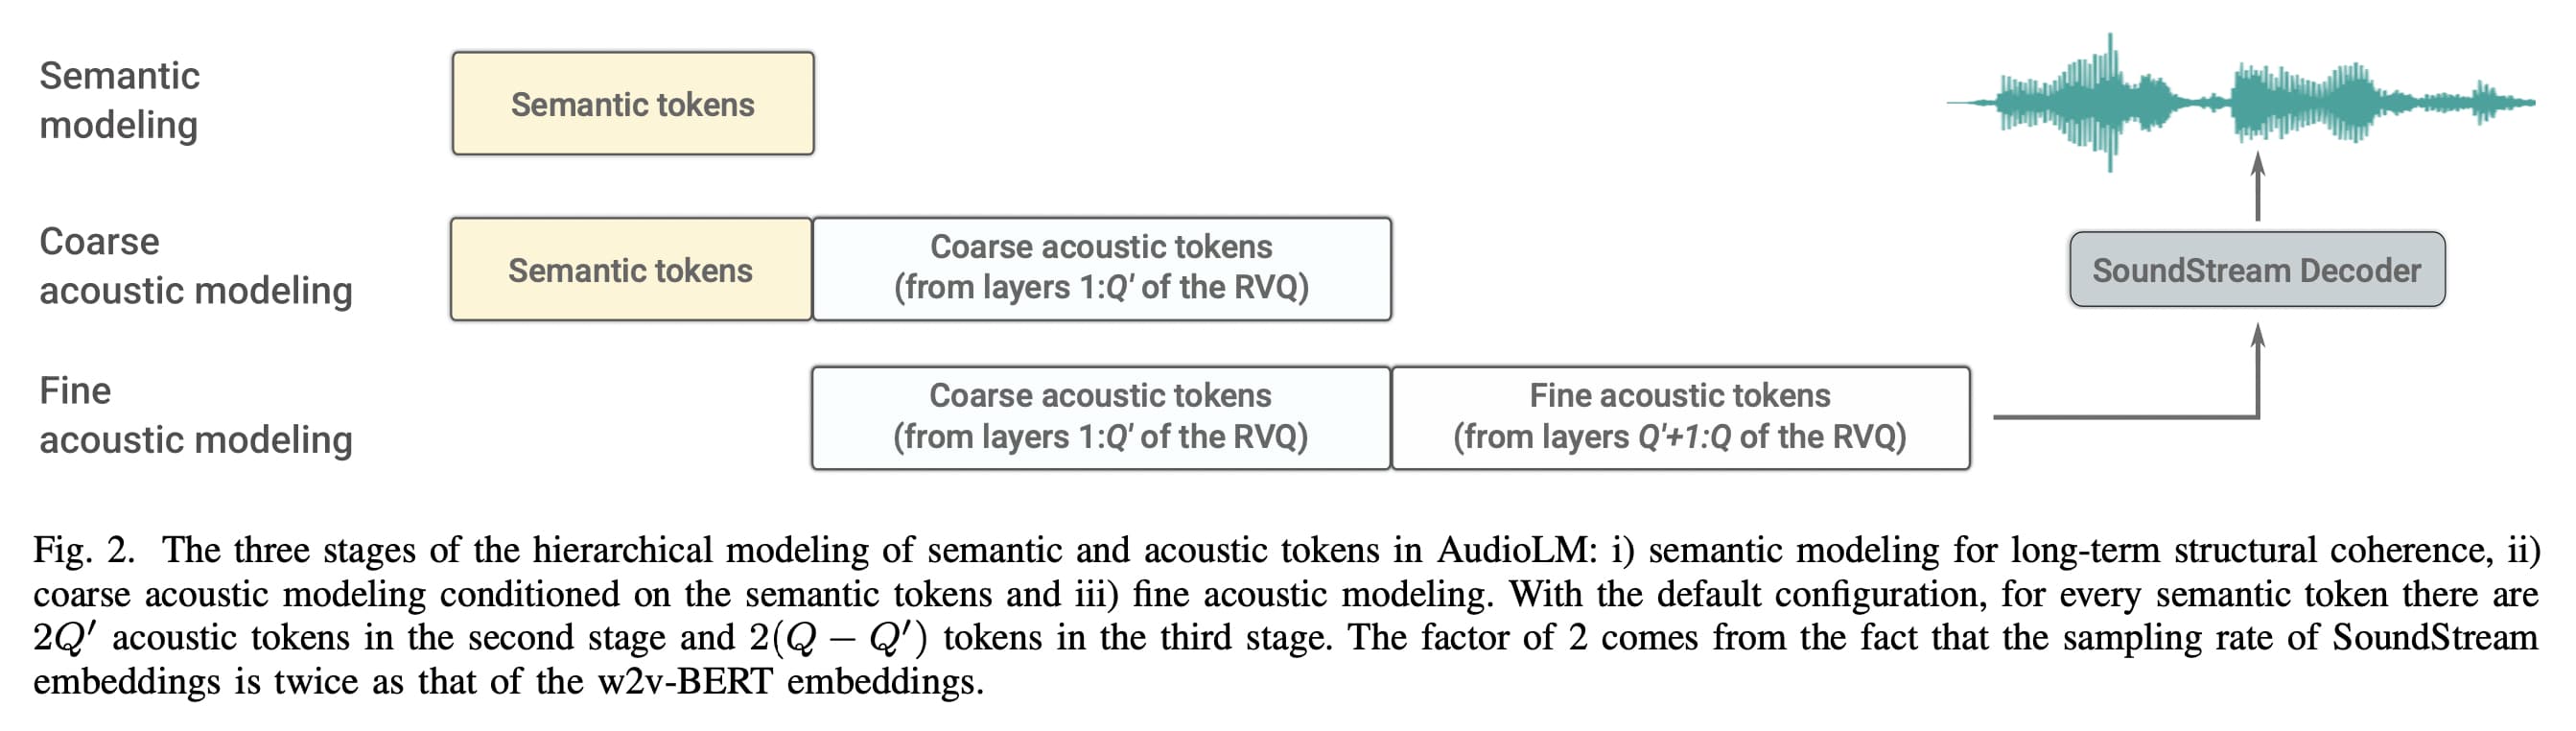 Semantic
modeling
Semantic tokens
Coarse
acoustic modeling
Semantic tokens
Coarse acoustic tokens
(from layers 1:Q' of the RVQ)
SoundStream Decoder
Fine
acoustic modeling
Coarse acoustic tokens
(from layers 1:Q' of the RVQ)
Fine acoustic tokens
(from layers Q'+1:Q of the RVQ)
Fig. 2. The three stages of the hierarchical modeling of semantic and acoustic tokens in AudioLM: i) semantic modeling for long-term structural coherence, ii)
coarse acoustic modeling conditioned on the semantic tokens and iii) fine acoustic modeling. With the default configuration, for every semantic token there are
2Q′ acoustic tokens in the second stage and 2(Q − Q′) tokens in the third stage. The factor of 2 comes from the fact that the sampling rate of SoundStream
embeddings is twice as that of the w2v-BERT embeddings.